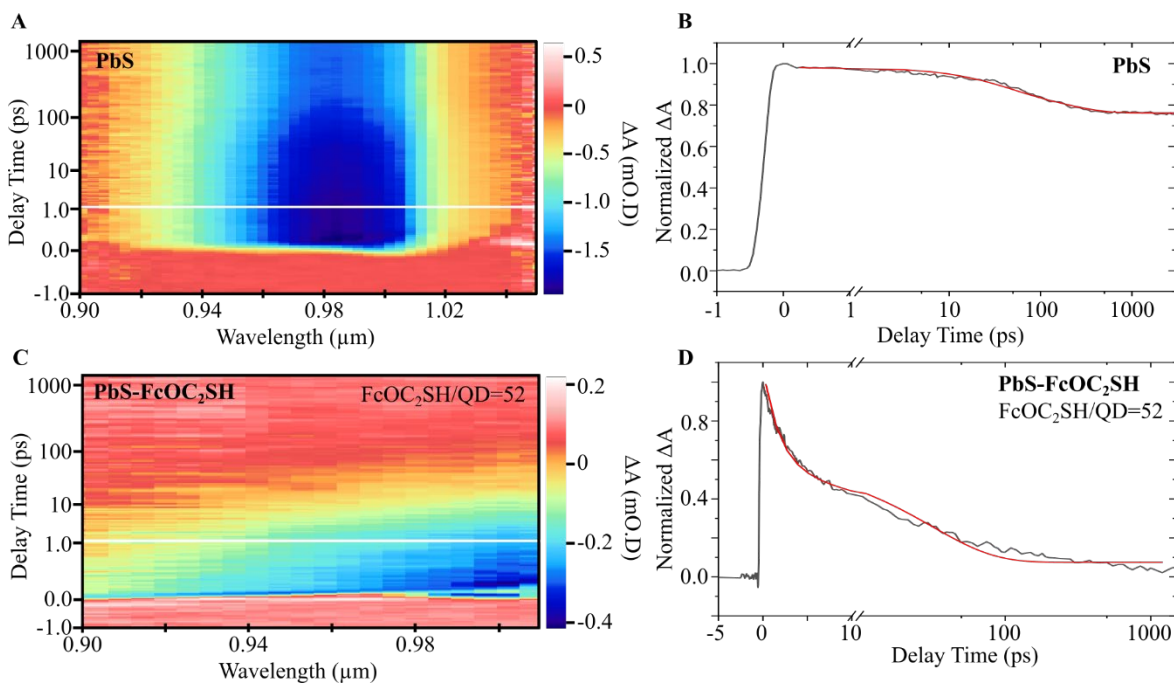 A
PbS
1000
100
10
1.0
0.0
-1.0
Delay Time (ps)
0.90
0.94
0.98
1.02
Wavelength (µm)
0.5
0
-0.5
-1.0
-1.5
ΔA (mO.D)
B
PbS
1.0
0.8
0.6
0.4
0.2
0.0
Normalized ΔA
-1
0
1
10
100
1000
Delay Time (ps)
C
PbS-FcOC₂SH
FcOC₂SH/QD=52
1000
100
10
1.0
0.0
-1.0
Delay Time (ps)
0.90
0.94
0.98
Wavelength (µm)
0.2
0
-0.2
-0.4
ΔA (mO.D)
D
PbS-FcOC₂SH
FcOC₂SH/QD=52
0.8
0.4
0.0
Normalized ΔA
-5
0
10
100
1000
Delay Time (ps)